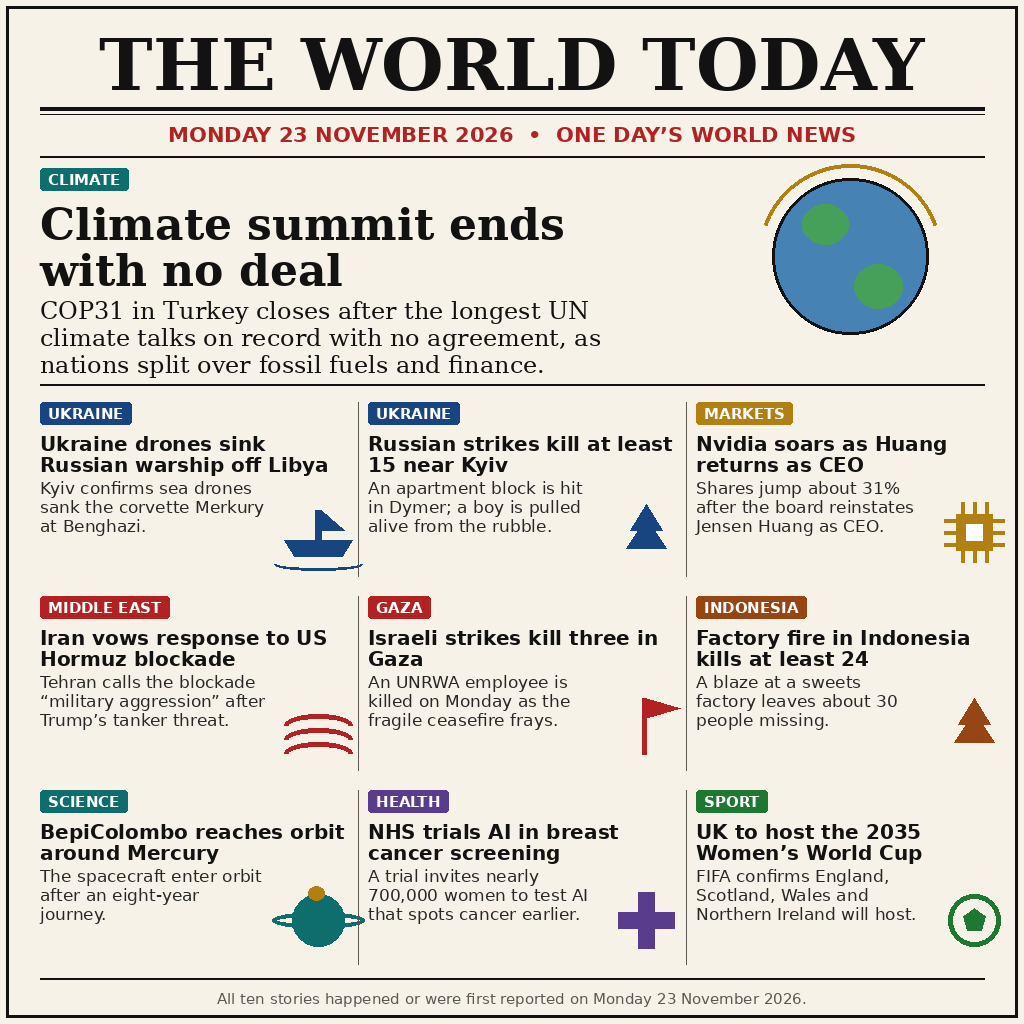 THE WORLD TODAY
MONDAY 23 NOVEMBER 2026 • ONE DAY’S WORLD NEWS
CLIMATE
Climate summit ends
with no deal
COP31 in Turkey closes after the longest UN
climate talks on record with no agreement, as
nations split over fossil fuels and finance.
UKRAINE
Ukraine drones sink
Russian warship off Libya
Kyiv confirms sea drones
sank the corvette Merkury
at Benghazi.
UKRAINE
Russian strikes kill at least
15 near Kyiv
An apartment block is hit
in Dymer; a boy is pulled
alive from the rubble.
MARKETS
Nvidia soars as Huang
returns as CEO
Shares jump about 31%
after the board reinstates
Jensen Huang as CEO.
MIDDLE EAST
Iran vows response to US
Hormuz blockade
Tehran calls the blockade
“military aggression” after
Trump’s tanker threat.
GAZA
Israeli strikes kill three in
Gaza
An UNRWA employee is
killed on Monday as the
fragile ceasefire frays.
INDONESIA
Factory fire in Indonesia
kills at least 24
A blaze at a sweets
factory leaves about 30
people missing.
SCIENCE
BepiColombo reaches orbit
around Mercury
The spacecraft enter orbit
after an eight-year
journey.
HEALTH
NHS trials AI in breast
cancer screening
A trial invites nearly
700,000 women to test AI
that spots cancer earlier.
SPORT
UK to host the 2035
Women’s World Cup
FIFA confirms England,
Scotland, Wales and
Northern Ireland will host.
All ten stories happened or were first reported on Monday 23 November 2026.